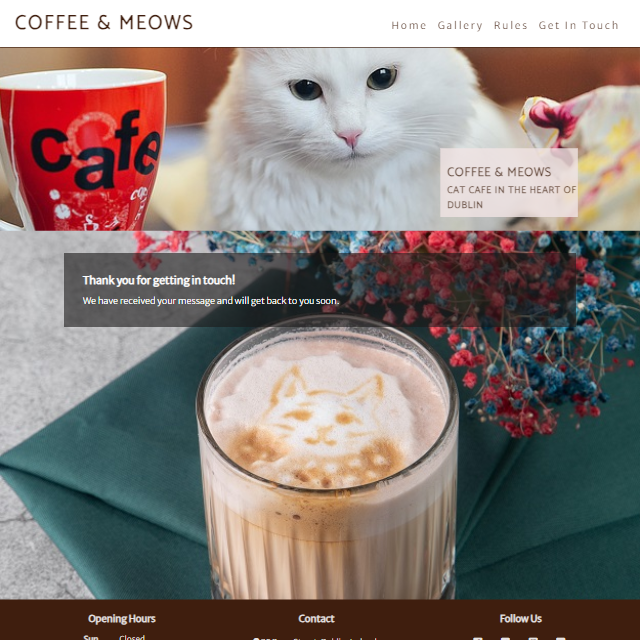 COFFEE & MEOWS
Home Gallery Rules Get In Touch
cafe
COFFEE & MEOWS
CAT CAFE IN THE HEART OF
DUBLIN
Thank you for getting in touch!
We have received your message and will get back to you soon.
Opening Hours Contact Follow Us
Sun Closed